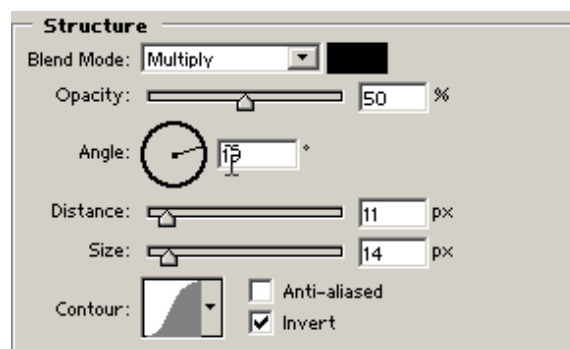 Structure
Blend Mode: Multiply
Opacity: 50 %
Angle: °
Distance: 11 px
Size: 14 px
Contour: Anti-aliased
Invert